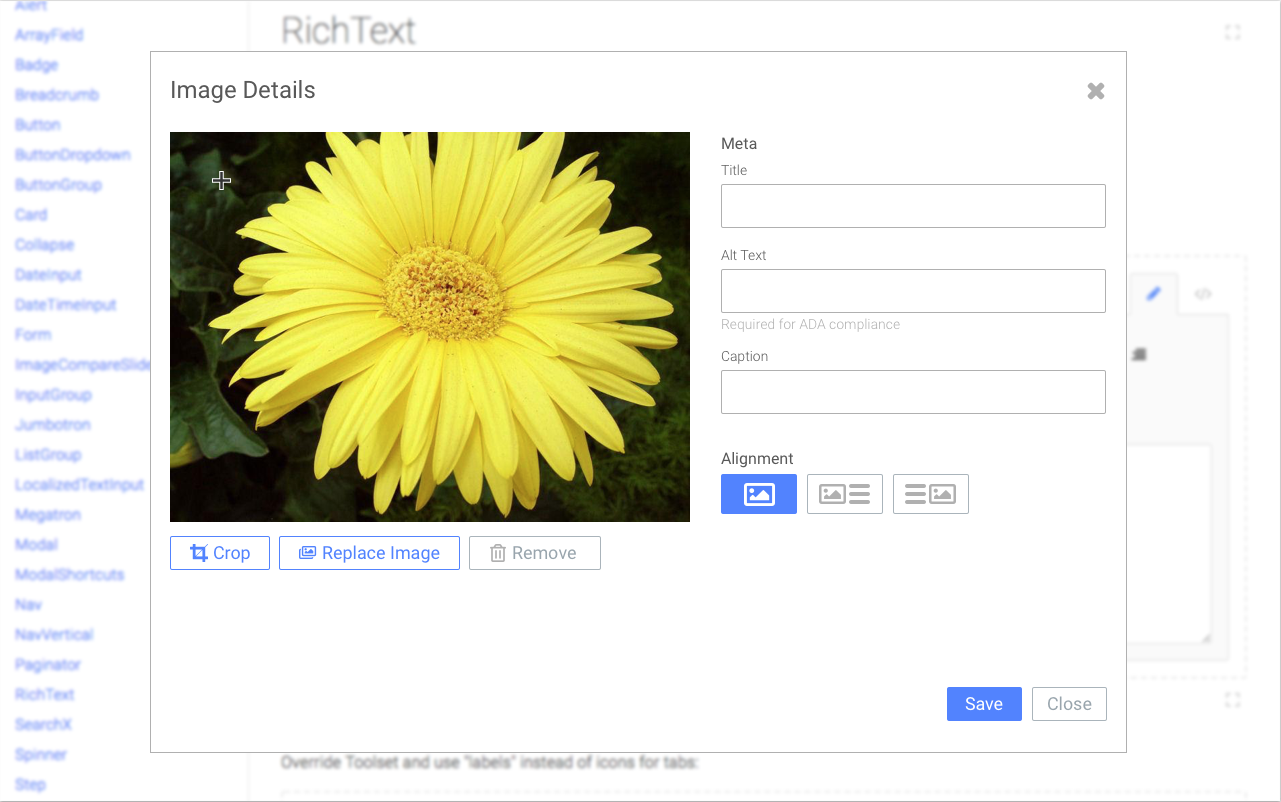 Alert
ArrayField
Badge
Breadcrumb
Button
ButtonDropdown
ButtonGroup
Card
Collapse
DateInput
DateTimeInput
Form
ImageCompareSlide
InputGroup
Jumbotron
ListGroup
LocalizedTextInput
Megatron
Modal
ModalShortcuts
Nav
NavVertical
Paginator
RichText
SearchX
Spinner
Step
RichText
Image Details
Meta
Title
Alt Text
Required for ADA compliance
Caption
Alignment
Crop
Replace Image
Remove
Save
Close
Override Toolset and use "labels" instead of icons for tabs: